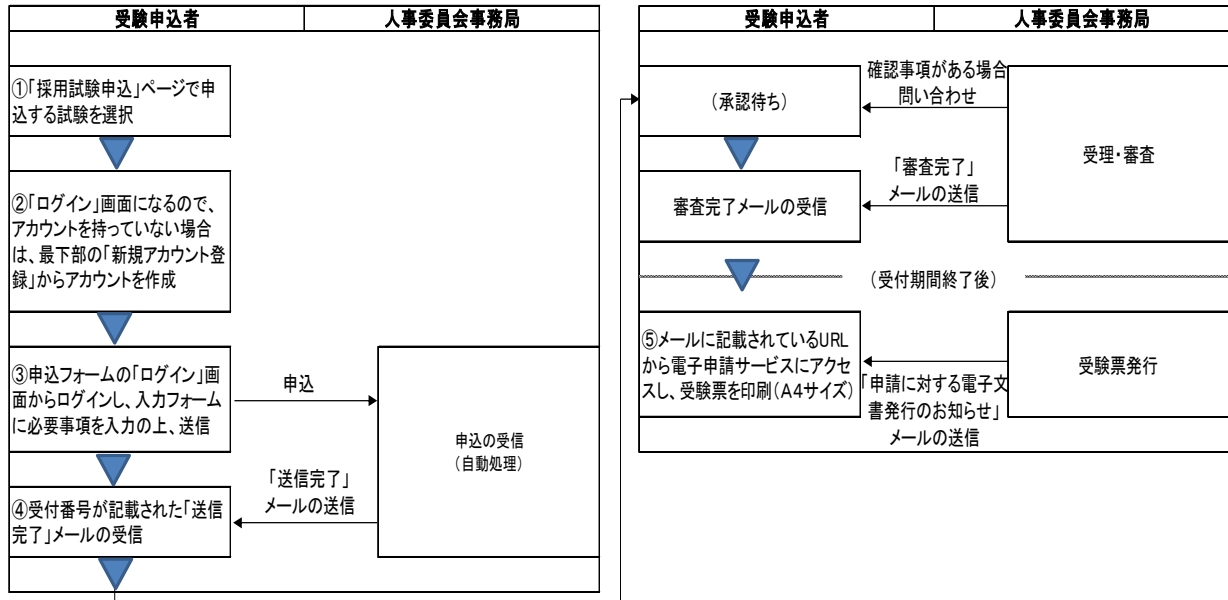 受験申込者
人事委員会事務局
①「採用試験申込」ページで申
込する試験を選択
②「ログイン」画面になるので、
アカウントを持っていない場合
は、最下部の「新規アカウント登
録」からアカウントを作成
③申込フォームの「ログイン」画
面からログインし、入力フォーム
に必要事項を入力の上、送信
申込
申込の受信
(自動処理)
「送信完了」
メールの送信
④受付番号が記載された「送信
完了」メールの受信
受験申込者
人事委員会事務局
(承認待ち)
確認事項がある場合
問い合わせ
受理・審査
「審査完了」
メールの送信
審査完了メールの受信
(受付期間終了後)
⑤メールに記載されているURL
から電子申請サービスにアクセ
スし、受験票を印刷(A4サイズ)
受験票発行
「申請に対する電子文
書発行のお知らせ」
メールの送信